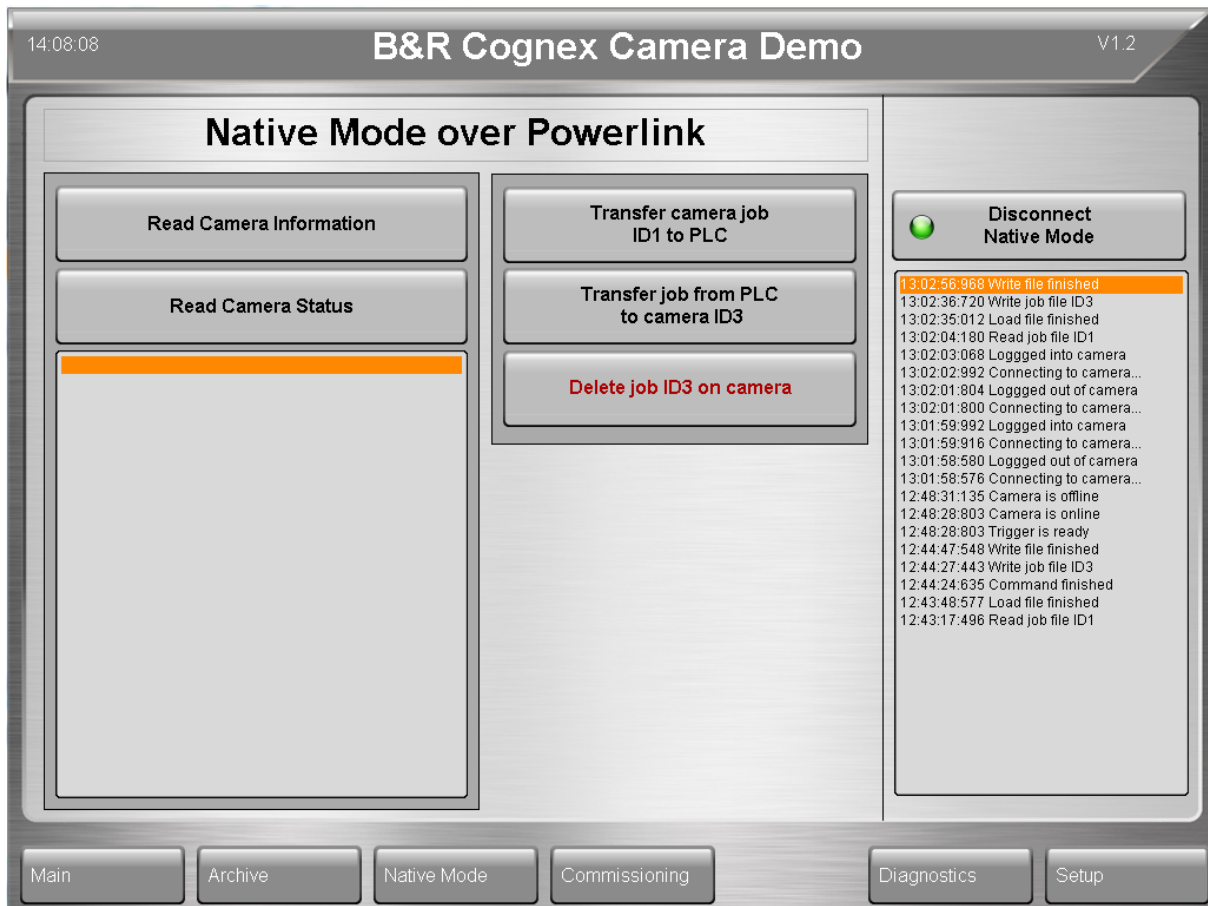 14:08:08
B&R Cognex Camera Demo
V1.2
Native Mode over Powerlink
Read Camera Information
Read Camera Status
Transfer camera job
ID1 to PLC
Transfer job from PLC
to camera ID3
Delete job ID3 on camera
Disconnect
Native Mode
13:02:56:968 Write file finished
13:02:36:720 Write job file ID3
13:02:35:012 Load file finished
13:02:04:180 Read job file ID1
13:02:03:068 Loggged into camera
13:02:02:992 Connecting to camera...
13:02:01:804 Loggged out of camera
13:02:01:800 Connecting to camera...
13:01:59:992 Loggged into camera
13:01:59:916 Connecting to camera...
13:01:58:580 Loggged out of camera
13:01:58:576 Connecting to camera...
12:48:31:135 Camera is offline
12:48:28:803 Camera is online
12:48:28:803 Trigger is ready
12:44:47:548 Write file finished
12:44:27:443 Write job file ID3
12:44:24:635 Command finished
12:43:48:577 Load file finished
12:43:17:496 Read job file ID1
Main
Archive
Native Mode
Commissioning
Diagnostics
Setup